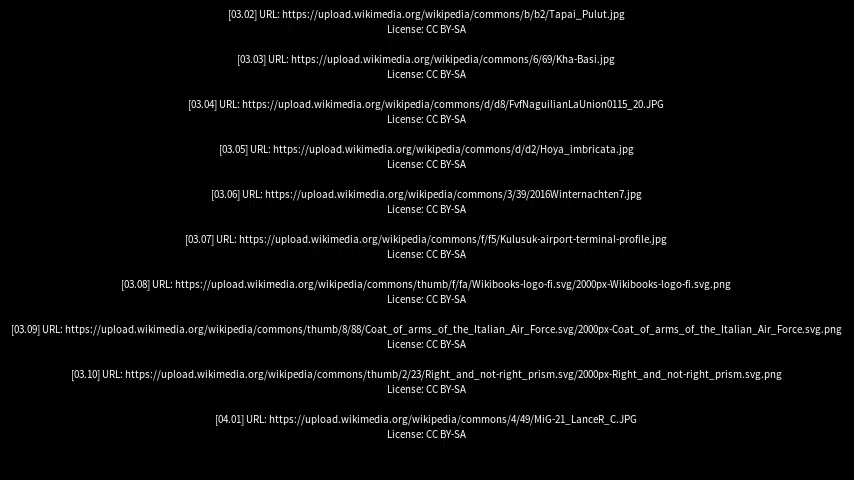 [03.02] URL: https://upload.wikimedia.org/wikipedia/commons/b/b2/Tapai_Pulut.jpg
License: CC BY-SA
[03.03] URL: https://upload.wikimedia.org/wikipedia/commons/6/69/Kha-Basi.jpg
License: CC BY-SA
[03.04] URL: https://upload.wikimedia.org/wikipedia/commons/d/d8/FvfNaguilianLaUnion0115_20.JPG
License: CC BY-SA
[03.05] URL: https://upload.wikimedia.org/wikipedia/commons/d/d2/Hoya_imbricata.jpg
License: CC BY-SA
[03.06] URL: https://upload.wikimedia.org/wikipedia/commons/3/39/2016Winternachten7.jpg
License: CC BY-SA
[03.07] URL: https://upload.wikimedia.org/wikipedia/commons/f/f5/Kulusuk-airport-terminal-profile.jpg
License: CC BY-SA
[03.08] URL: https://upload.wikimedia.org/wikipedia/commons/thumb/f/fa/Wikibooks-logo-fi.svg/2000px-Wikibooks-logo-fi.svg.png
License: CC BY-SA
[03.09] URL: https://upload.wikimedia.org/wikipedia/commons/thumb/8/88/Coat_of_arms_of_the_Italian_Air_Force.svg/2000px-Coat_of_arms_of_the_Italian_Air_Force.svg.png
License: CC BY-SA
[03.10] URL: https://upload.wikimedia.org/wikipedia/commons/thumb/2/23/Right_and_not-right_prism.svg/2000px-Right_and_not-right_prism.svg.png
License: CC BY-SA
[04.01] URL: https://upload.wikimedia.org/wikipedia/commons/4/49/MiG-21_LanceR_C.JPG
License: CC BY-SA